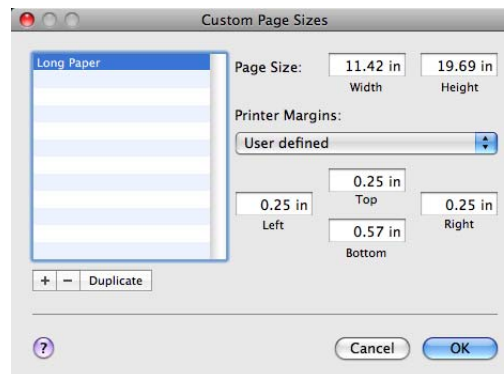 Custom Page Sizes
Long Paper
Page Size: 11.42 in 19.69 in
Width Height
Printer Margins:
User defined
0.25 in
Top
0.25 in 0.25 in
Left Right
0.57 in
Bottom
+ − Duplicate
? Cancel OK